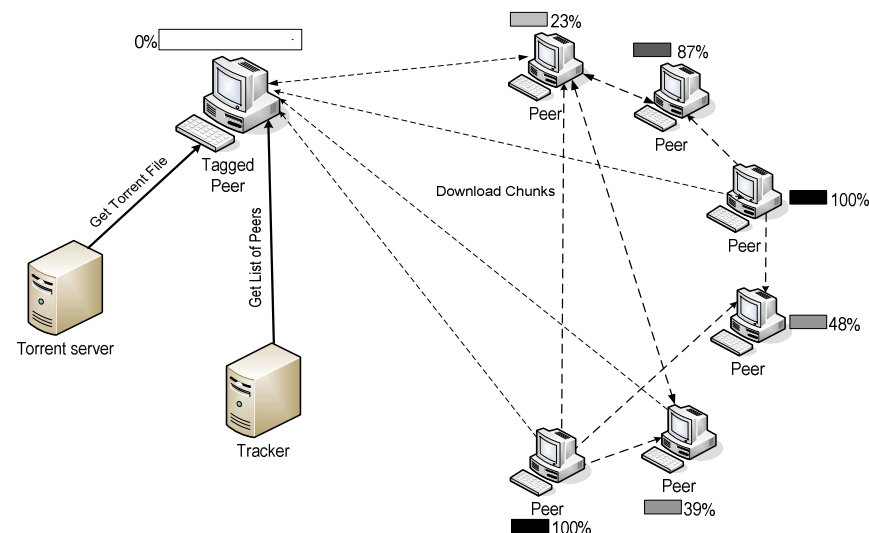 0%
23%
87%
Peer
Peer
Tagged
Peer
Get Torrent File
Download Chunks
100%
Peer
Get List of Peers
48%
Torrent server
Peer
Tracker
Peer
39%
Peer
100%